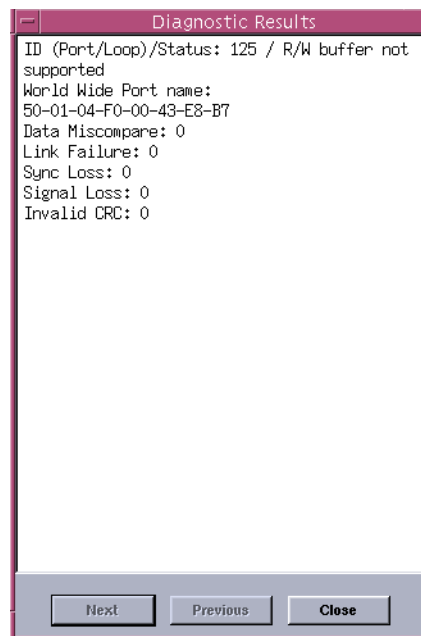 Diagnostic Results
ID (Port/Loop)/Status: 125 / R/W buffer not
supported
World Wide Port name:
50-01-04-F0-00-43-E8-B7
Data Miscompare: 0
Link Failure: 0
Sync Loss: 0
Signal Loss: 0
Invalid CRC: 0
Next Previous Close